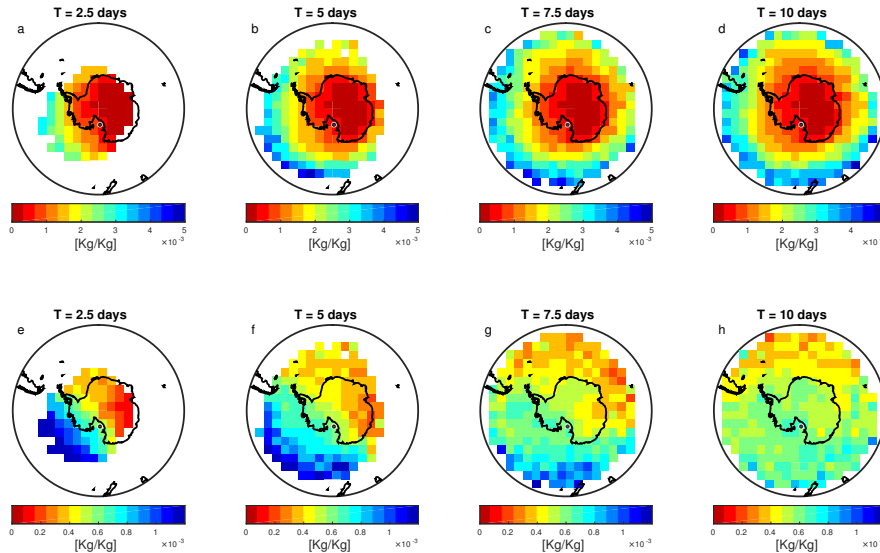 T = 2.5 days T = 5 days T = 7.5 days T = 10 days
a b c d
0 1 2 3 4 5 0 1 2 3 4 5 0 1 2 3 4 5 0 1 2 3 4 5
×10⁻³ ×10⁻³ ×10⁻³ ×10
[Kg/Kg] [Kg/Kg] [Kg/Kg] [Kg/Kg]
T = 2.5 days T = 5 days T = 7.5 days T = 10 days
e f g h
0 0.2 0.4 0.6 0.8 1 0 0.2 0.4 0.6 0.8 1 0 0.2 0.4 0.6 0.8 1 0 0.2 0.4 0.6 0.8 1
×10⁻³ ×10⁻³ ×10⁻³ ×10
[Kg/Kg] [Kg/Kg] [Kg/Kg] [Kg/Kg]